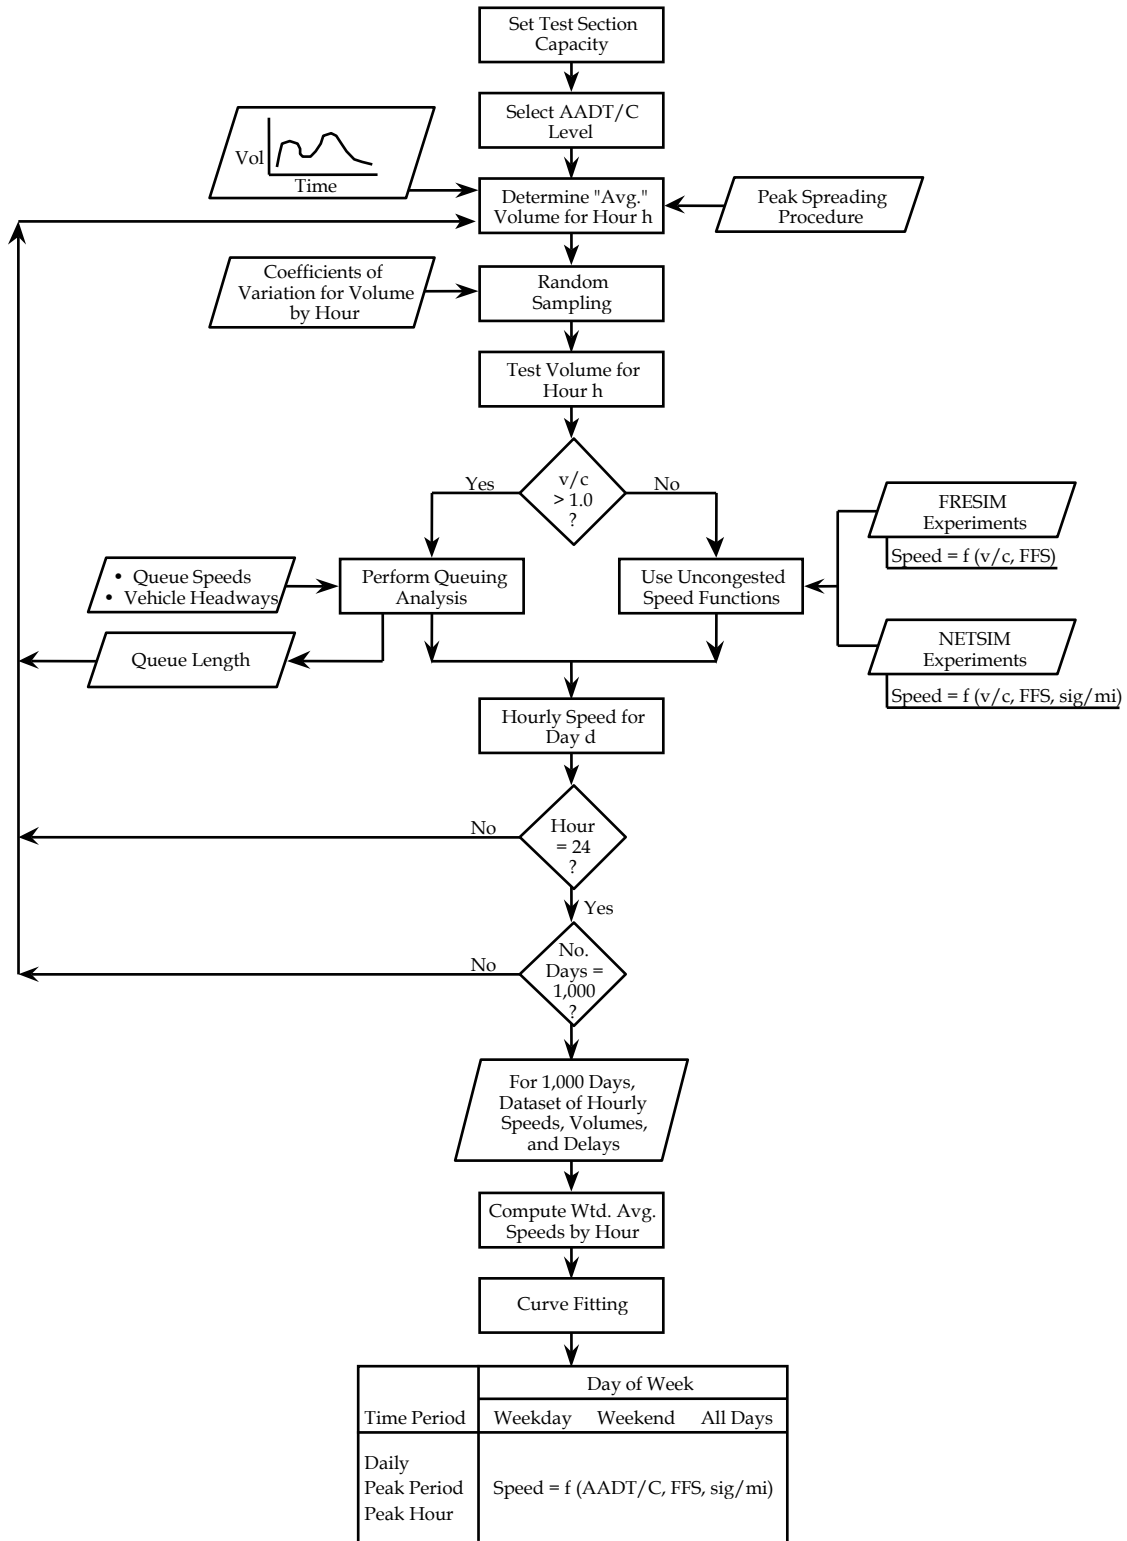 Set Test Section
Capacity
Select AADT/C
Level
Vol
Time
Determine "Avg."
Volume for Hour h
Peak Spreading
Procedure
Coefficients of
Variation for Volume
by Hour
Random
Sampling
Test Volume for
Hour h
v/c
> 1.0
?
Yes
No
FRESIM
Experiments
Speed = f (v/c, FFS)
• Queue Speeds
• Vehicle Headways
Perform Queuing
Analysis
Use Uncongested
Speed Functions
Queue Length
NETSIM
Experiments
Speed = f (v/c, FFS, sig/mi)
Hourly Speed for
Day d
Hour
= 24
?
No
Yes
No.
Days =
1,000
?
No
For 1,000 Days,
Dataset of Hourly
Speeds, Volumes,
and Delays
Compute Wtd. Avg.
Speeds by Hour
Curve Fitting
Day of Week
Time Period Weekday Weekend All Days
Daily
Peak Period Speed = f (AADT/C, FFS, sig/mi)
Peak Hour